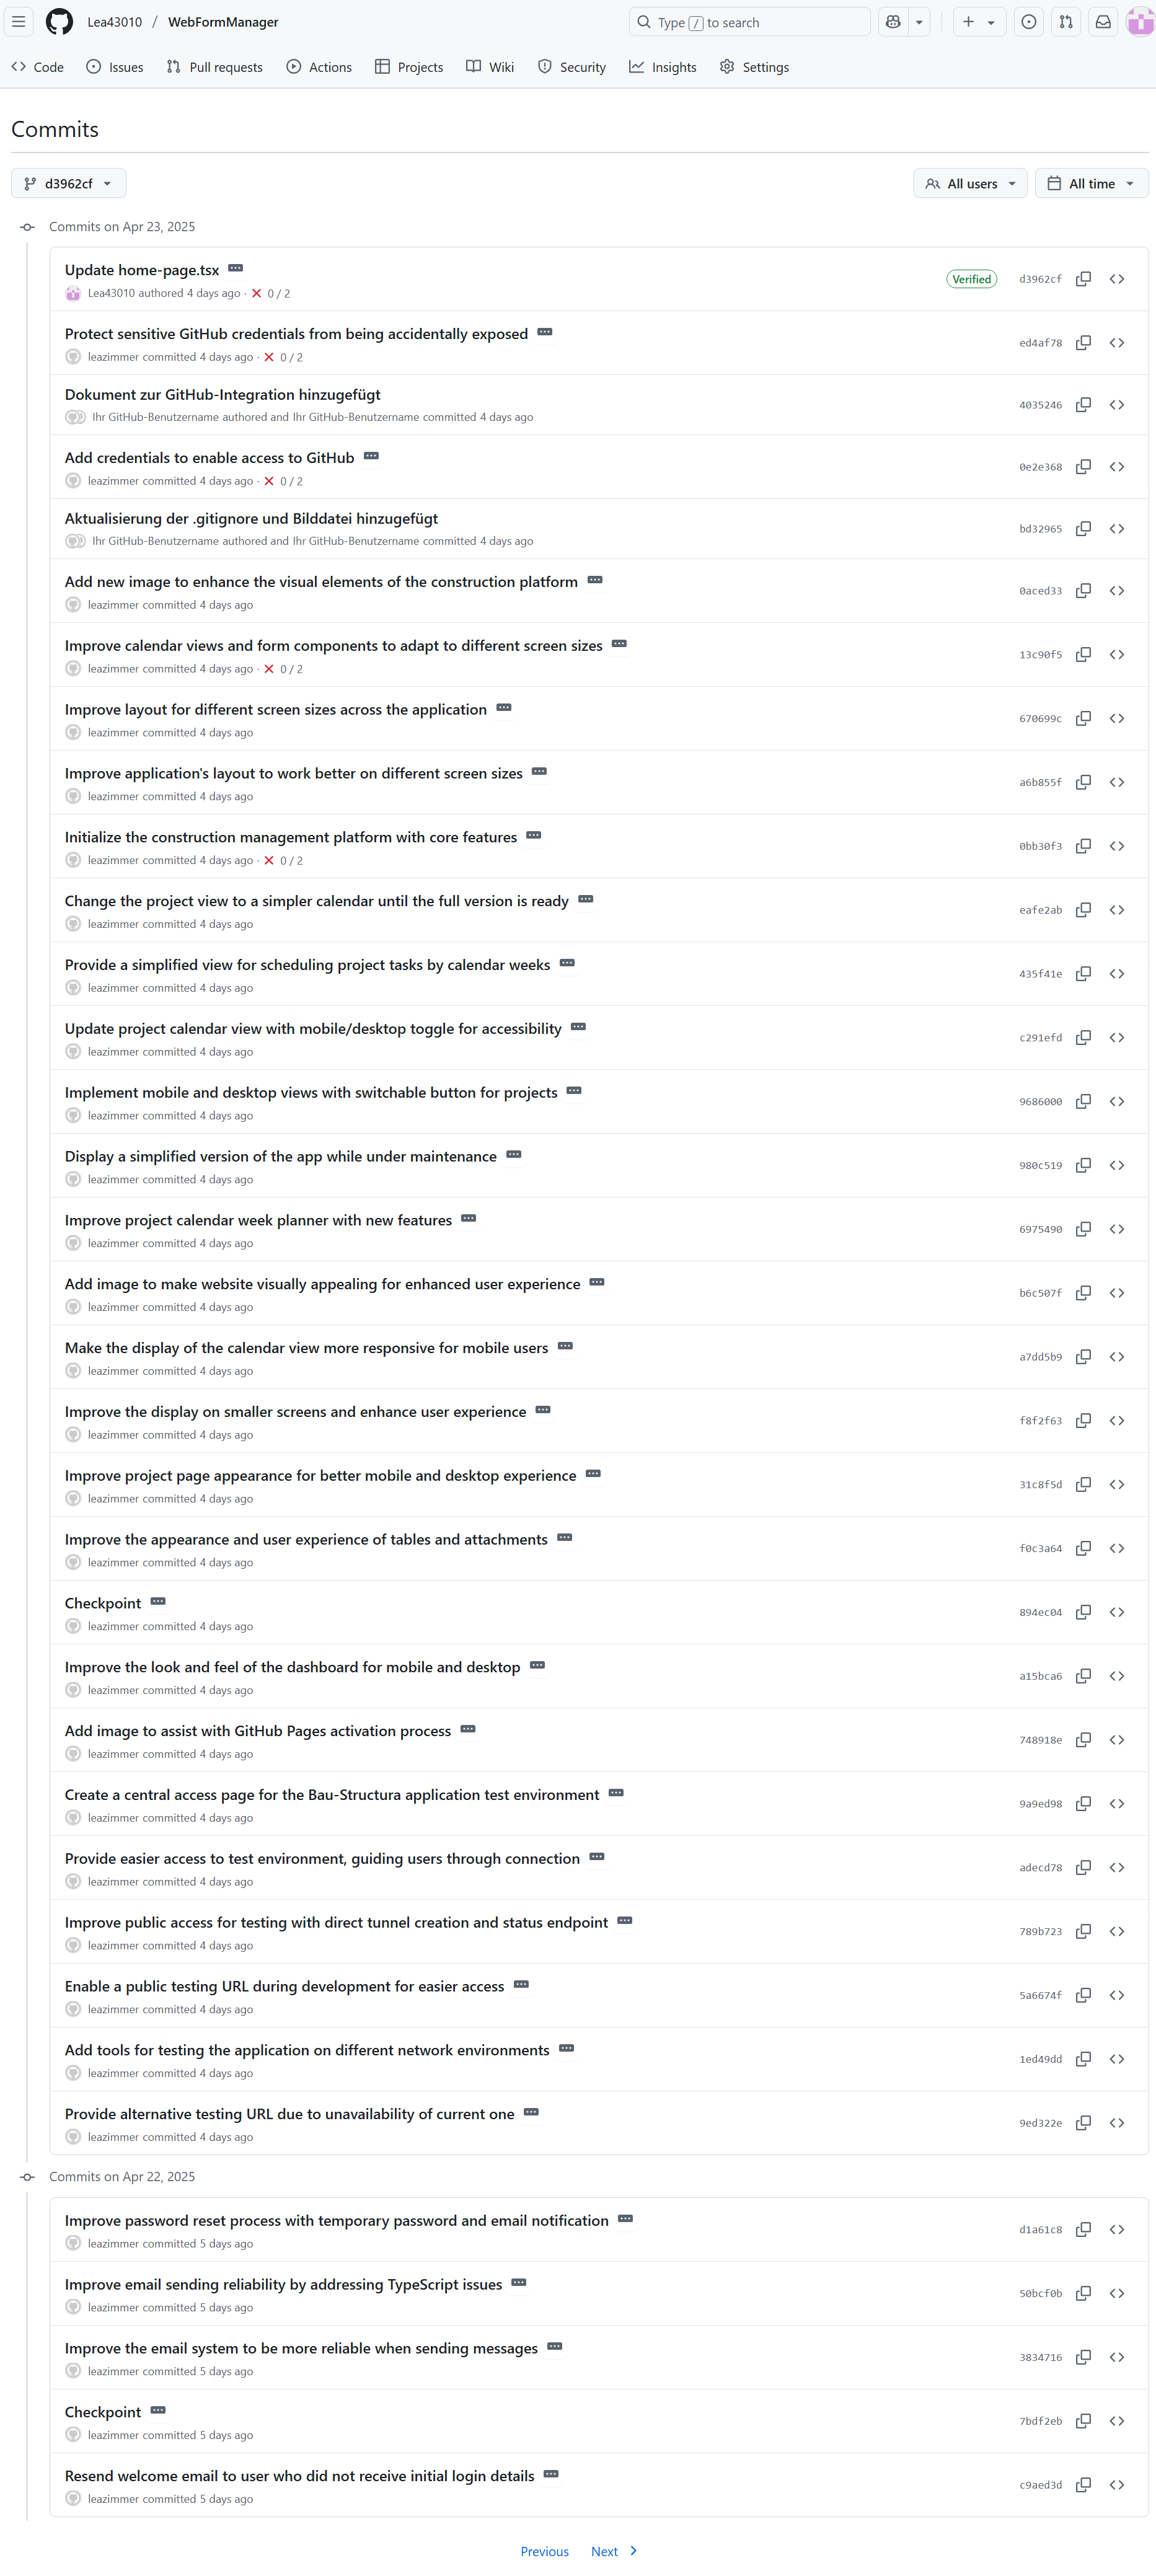 Lea43010 / WebFormManager
Type / to search
Code Issues Pull requests Actions Projects Wiki Security Insights Settings
Commits
d3962cf
All users All time
Commits on Apr 23, 2025
Update home-page.tsx
Verified d3962cf
Lea43010 authored 4 days ago · 0 / 2
Protect sensitive GitHub credentials from being accidentally exposed
ed4af78
leazimmer committed 4 days ago · 0 / 2
Dokument zur GitHub-Integration hinzugefügt
4035246
Ihr GitHub-Benutzername authored and Ihr GitHub-Benutzername committed 4 days ago
Add credentials to enable access to GitHub
0e2e368
leazimmer committed 4 days ago · 0 / 2
Aktualisierung der .gitignore und Bilddatei hinzugefügt
bd32965
Ihr GitHub-Benutzername authored and Ihr GitHub-Benutzername committed 4 days ago
Add new image to enhance the visual elements of the construction platform
0aced33
leazimmer committed 4 days ago
Improve calendar views and form components to adapt to different screen sizes
13c90f5
leazimmer committed 4 days ago · 0 / 2
Improve layout for different screen sizes across the application
670699c
leazimmer committed 4 days ago
Improve application's layout to work better on different screen sizes
a6b855f
leazimmer committed 4 days ago
Initialize the construction management platform with core features
0bb30f3
leazimmer committed 4 days ago · 0 / 2
Change the project view to a simpler calendar until the full version is ready
eafe2ab
leazimmer committed 4 days ago
Provide a simplified view for scheduling project tasks by calendar weeks
435f41e
leazimmer committed 4 days ago
Update project calendar view with mobile/desktop toggle for accessibility
c291efd
leazimmer committed 4 days ago
Implement mobile and desktop views with switchable button for projects
9686000
leazimmer committed 4 days ago
Display a simplified version of the app while under maintenance
980c519
leazimmer committed 4 days ago
Improve project calendar week planner with new features
6975490
leazimmer committed 4 days ago
Add image to make website visually appealing for enhanced user experience
b6c507f
leazimmer committed 4 days ago
Make the display of the calendar view more responsive for mobile users
a7dd5b9
leazimmer committed 4 days ago
Improve the display on smaller screens and enhance user experience
f8f2f63
leazimmer committed 4 days ago
Improve project page appearance for better mobile and desktop experience
31c8f5d
leazimmer committed 4 days ago
Improve the appearance and user experience of tables and attachments
f0c3a64
leazimmer committed 4 days ago
Checkpoint
894ec04
leazimmer committed 4 days ago
Improve the look and feel of the dashboard for mobile and desktop
a15bca6
leazimmer committed 4 days ago
Add image to assist with GitHub Pages activation process
748918e
leazimmer committed 4 days ago
Create a central access page for the Bau-Structura application test environment
9a9ed98
leazimmer committed 4 days ago
Provide easier access to test environment, guiding users through connection
adecd78
leazimmer committed 4 days ago
Improve public access for testing with direct tunnel creation and status endpoint
789b723
leazimmer committed 4 days ago
Enable a public testing URL during development for easier access
5a6674f
leazimmer committed 4 days ago
Add tools for testing the application on different network environments
1ed49dd
leazimmer committed 4 days ago
Provide alternative testing URL due to unavailability of current one
9ed322e
leazimmer committed 4 days ago
Commits on Apr 22, 2025
Improve password reset process with temporary password and email notification
d1a61c8
leazimmer committed 5 days ago
Improve email sending reliability by addressing TypeScript issues
50bcf0b
leazimmer committed 5 days ago
Improve the email system to be more reliable when sending messages
3834716
leazimmer committed 5 days ago
Checkpoint
7bdf2eb
leazimmer committed 5 days ago
Resend welcome email to user who did not receive initial login details
c9aed3d
leazimmer committed 5 days ago
Previous Next